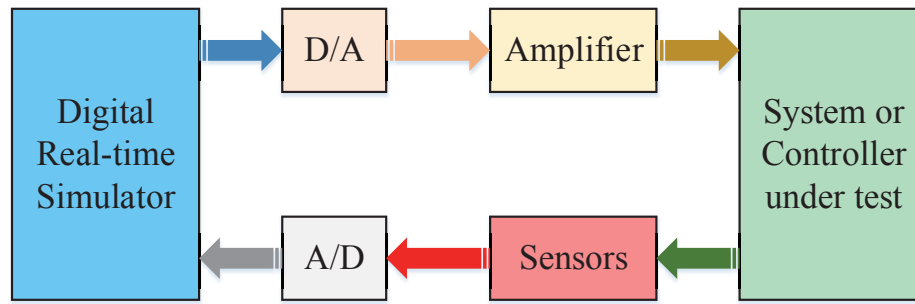 Digital
Real-time
Simulator
D/A
Amplifier
System or
Controller
under test
A/D
Sensors